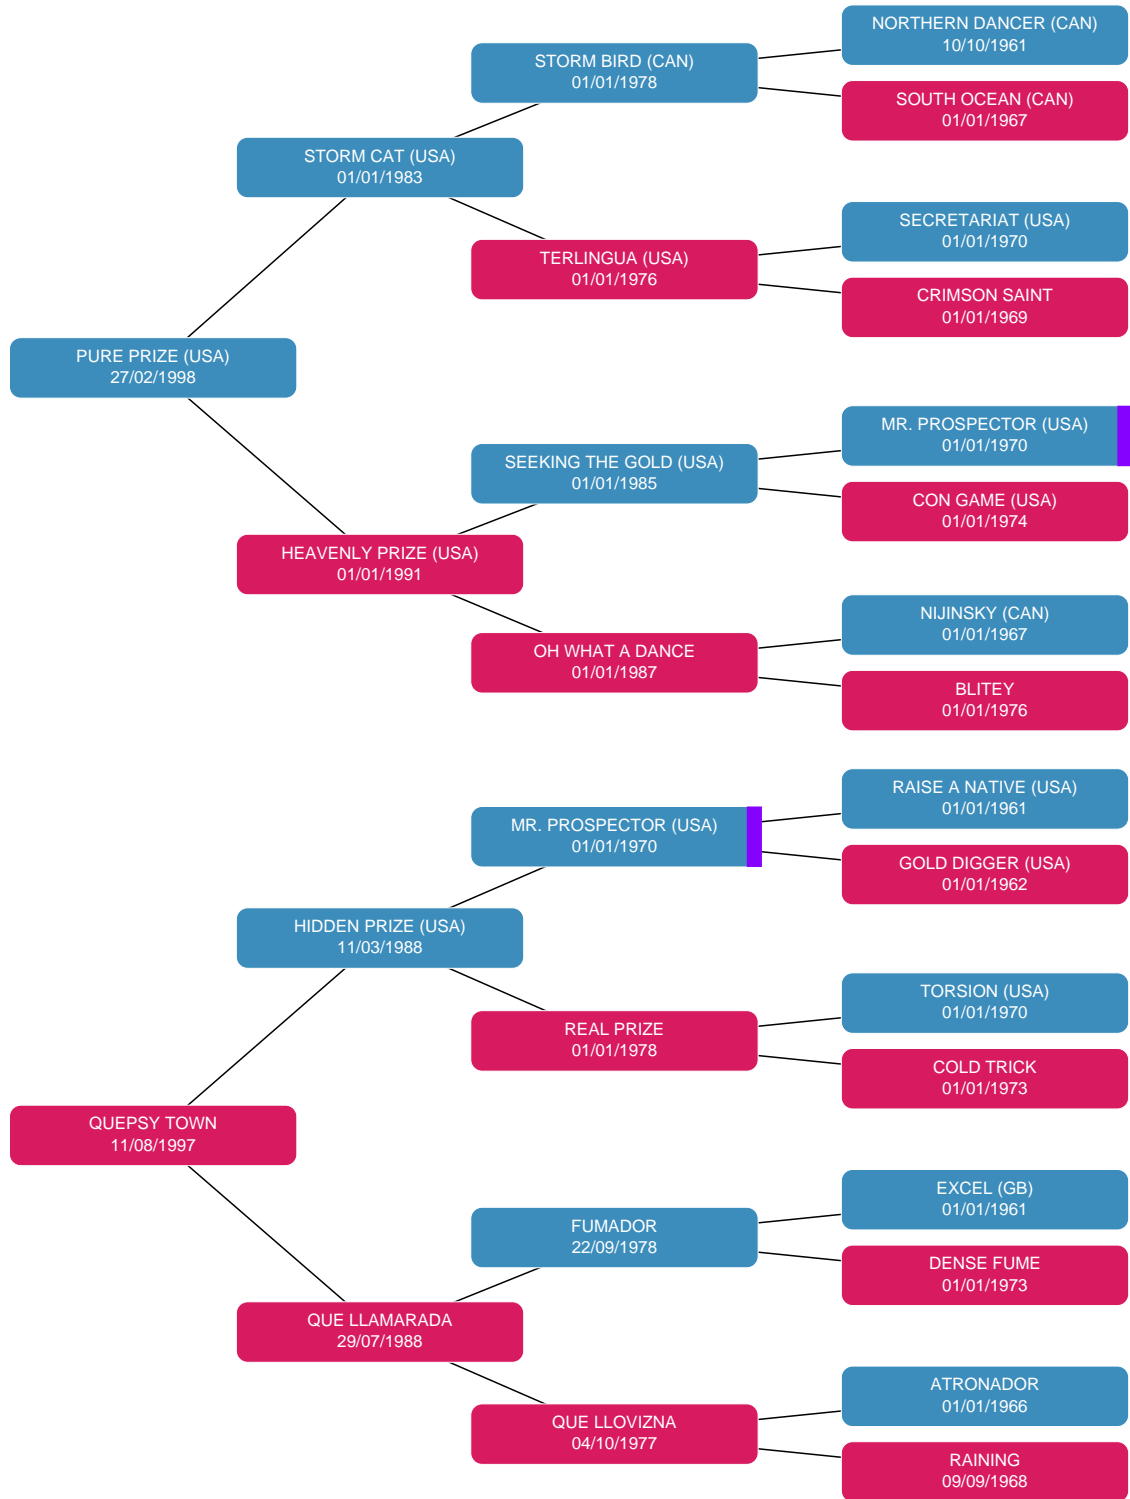 NORTHERN DANCER (CAN)
10/10/1961
STORM BIRD (CAN)
01/01/1978
SOUTH OCEAN (CAN)
01/01/1967
STORM CAT (USA)
01/01/1983
SECRETARIAT (USA)
01/01/1970
TERLINGUA (USA)
01/01/1976
CRIMSON SAINT
01/01/1969
PURE PRIZE (USA)
27/02/1998
MR. PROSPECTOR (USA)
01/01/1970
SEEKING THE GOLD (USA)
01/01/1985
CON GAME (USA)
01/01/1974
HEAVENLY PRIZE (USA)
01/01/1991
NIJINSKY (CAN)
01/01/1967
OH WHAT A DANCE
01/01/1987
BLITEY
01/01/1976
RAISE A NATIVE (USA)
01/01/1961
MR. PROSPECTOR (USA)
01/01/1970
GOLD DIGGER (USA)
01/01/1962
HIDDEN PRIZE (USA)
11/03/1988
TORSION (USA)
01/01/1970
REAL PRIZE
01/01/1978
COLD TRICK
01/01/1973
QUEPSY TOWN
11/08/1997
EXCEL (GB)
01/01/1961
FUMADOR
22/09/1978
DENSE FUME
01/01/1973
QUE LLAMARADA
29/07/1988
ATRONADOR
01/01/1966
QUE LLOVIZNA
04/10/1977
RAINING
09/09/1968